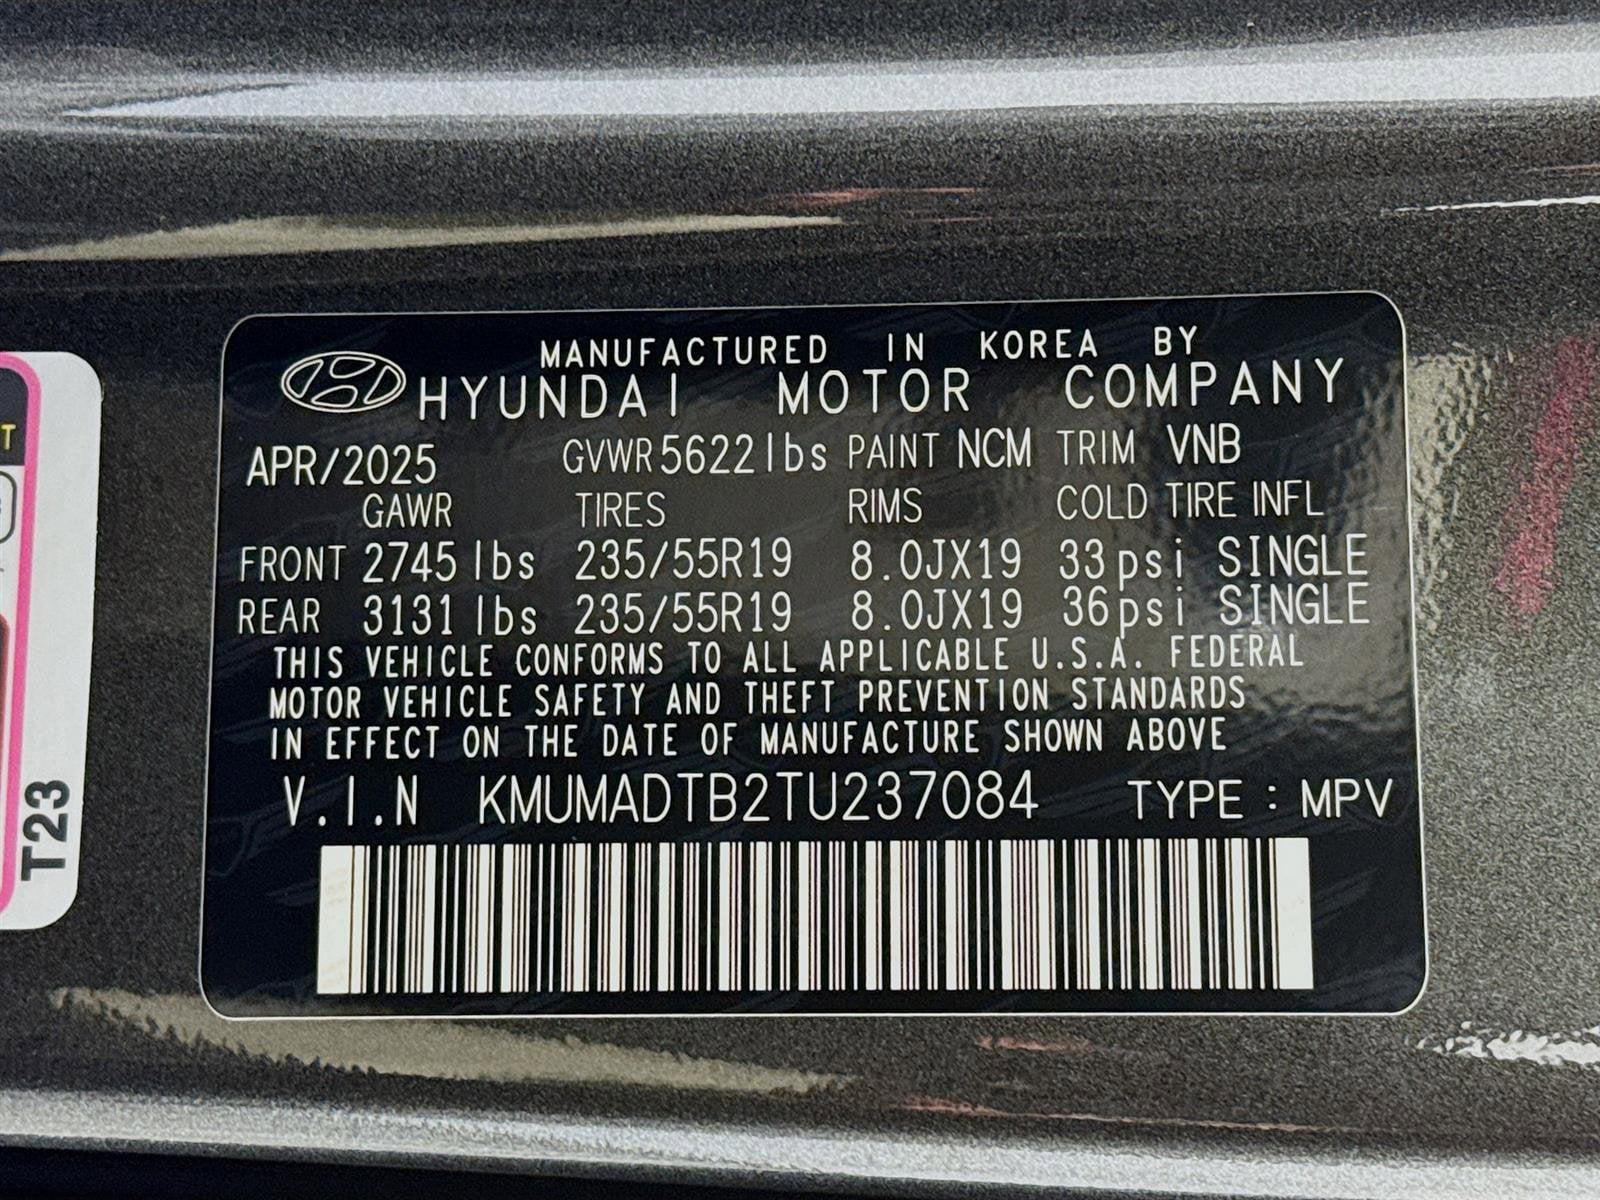 MANUFACTURED IN KOREA BY
HYUNDAI MOTOR COMPANY
APR/2025 GVWR 5622 lbs PAINT NCM TRIM VNB
GAWR TIRES RIMS COLD TIRE INFL
FRONT 2745 lbs 235/55R19 8.0JX19 33psi SINGLE
REAR 3131 lbs 235/55R19 8.0JX19 36psi SINGLE
THIS VEHICLE CONFORMS TO ALL APPLICABLE U.S.A. FEDERAL
MOTOR VEHICLE SAFETY AND THEFT PREVENTION STANDARDS
IN EFFECT ON THE DATE OF MANUFACTURE SHOWN ABOVE
V.I.N KMUMADTB2TU237084 TYPE : MPV
T23